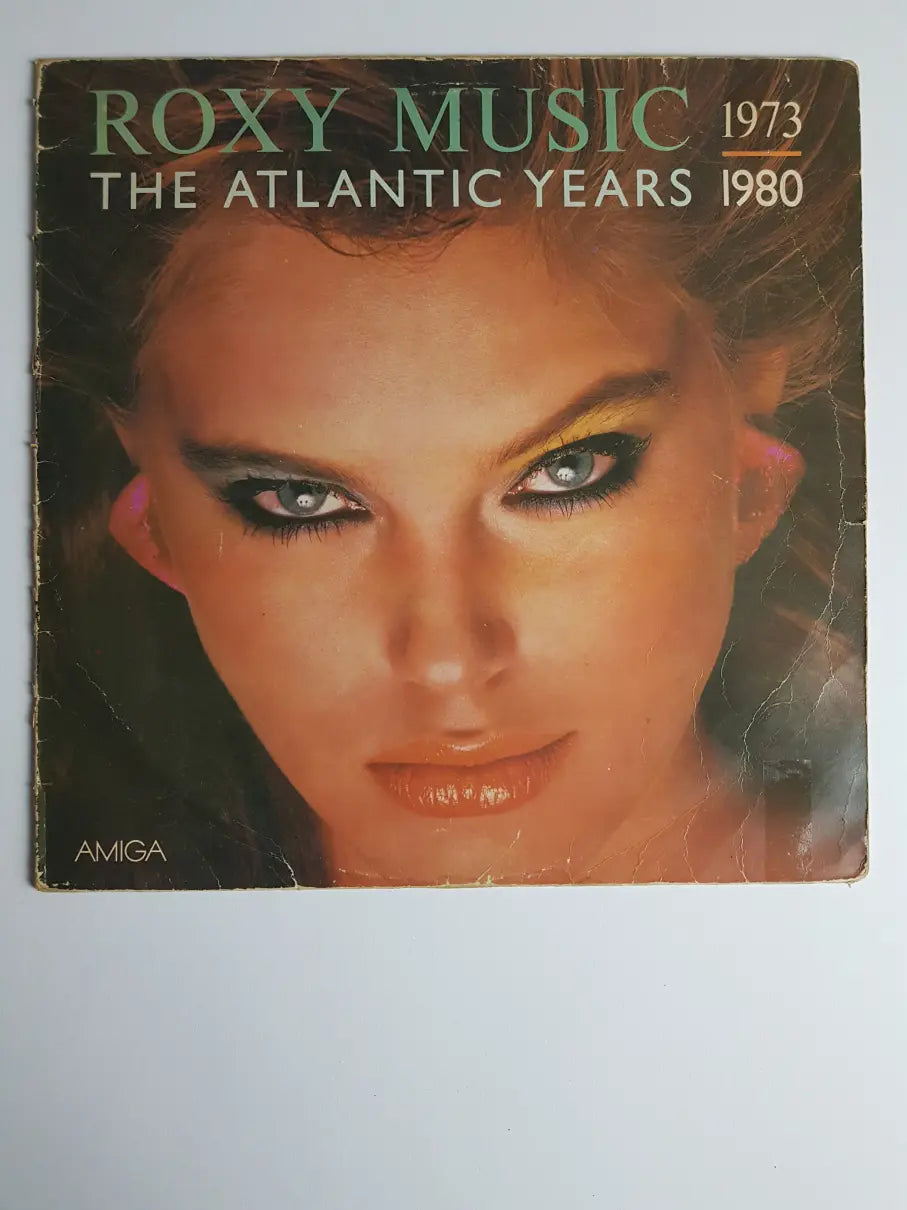 ROXY MUSIC 1973
THE ATLANTIC YEARS 1980
AMIGA